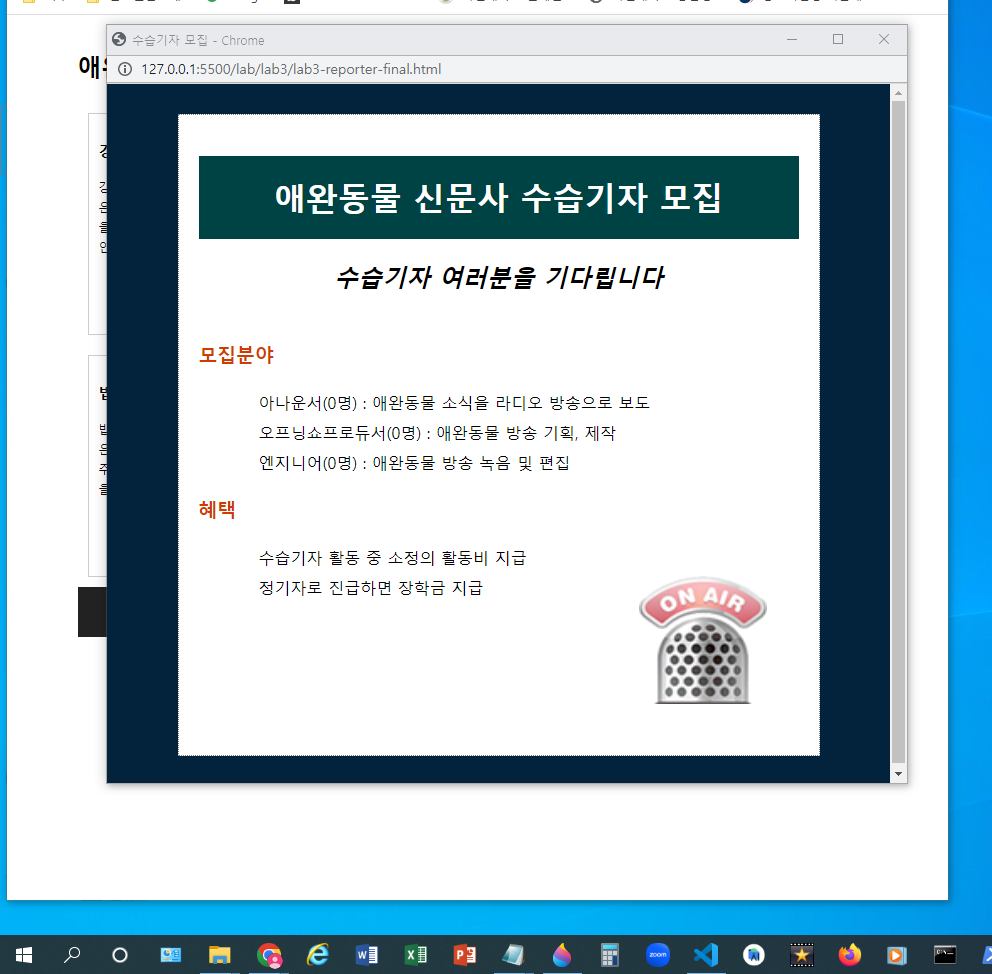 수습기자 모집 - Chrome
127.0.0.1:5500/lab/lab3/lab3-reporter-final.html
애완동물 신문사 수습기자 모집
수습기자 여러분을 기다립니다
모집분야
아나운서(0명) : 애완동물 소식을 라디오 방송으로 보도
오프닝쇼프로듀서(0명) : 애완동물 방송 기획, 제작
엔지니어(0명) : 애완동물 방송 녹음 및 편집
혜택
수습기자 활동 중 소정의 활동비 지급
정기자로 진급하면 장학금 지급
ON AIR
zoom